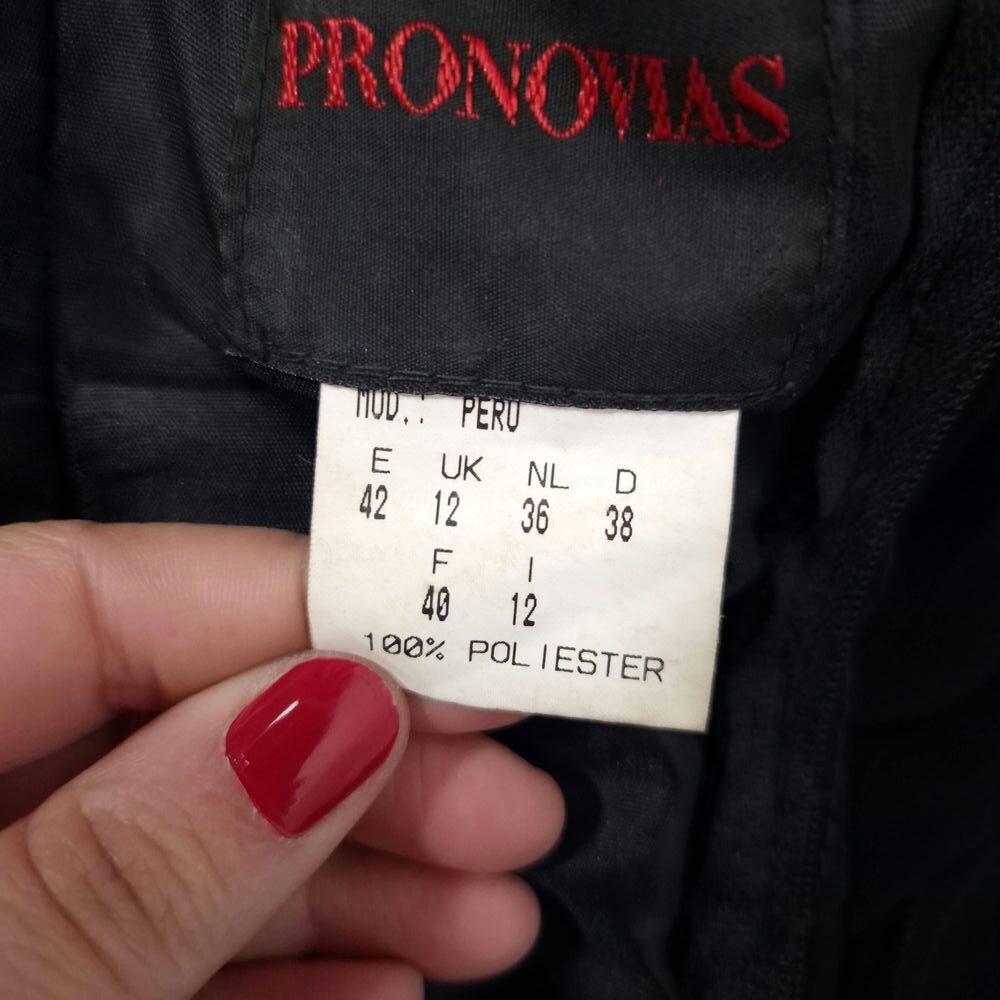 PRONOVIAS
MOD.: PERU
E UK NL D
42 12 36 38
F I
40 12
100% POLIESTER